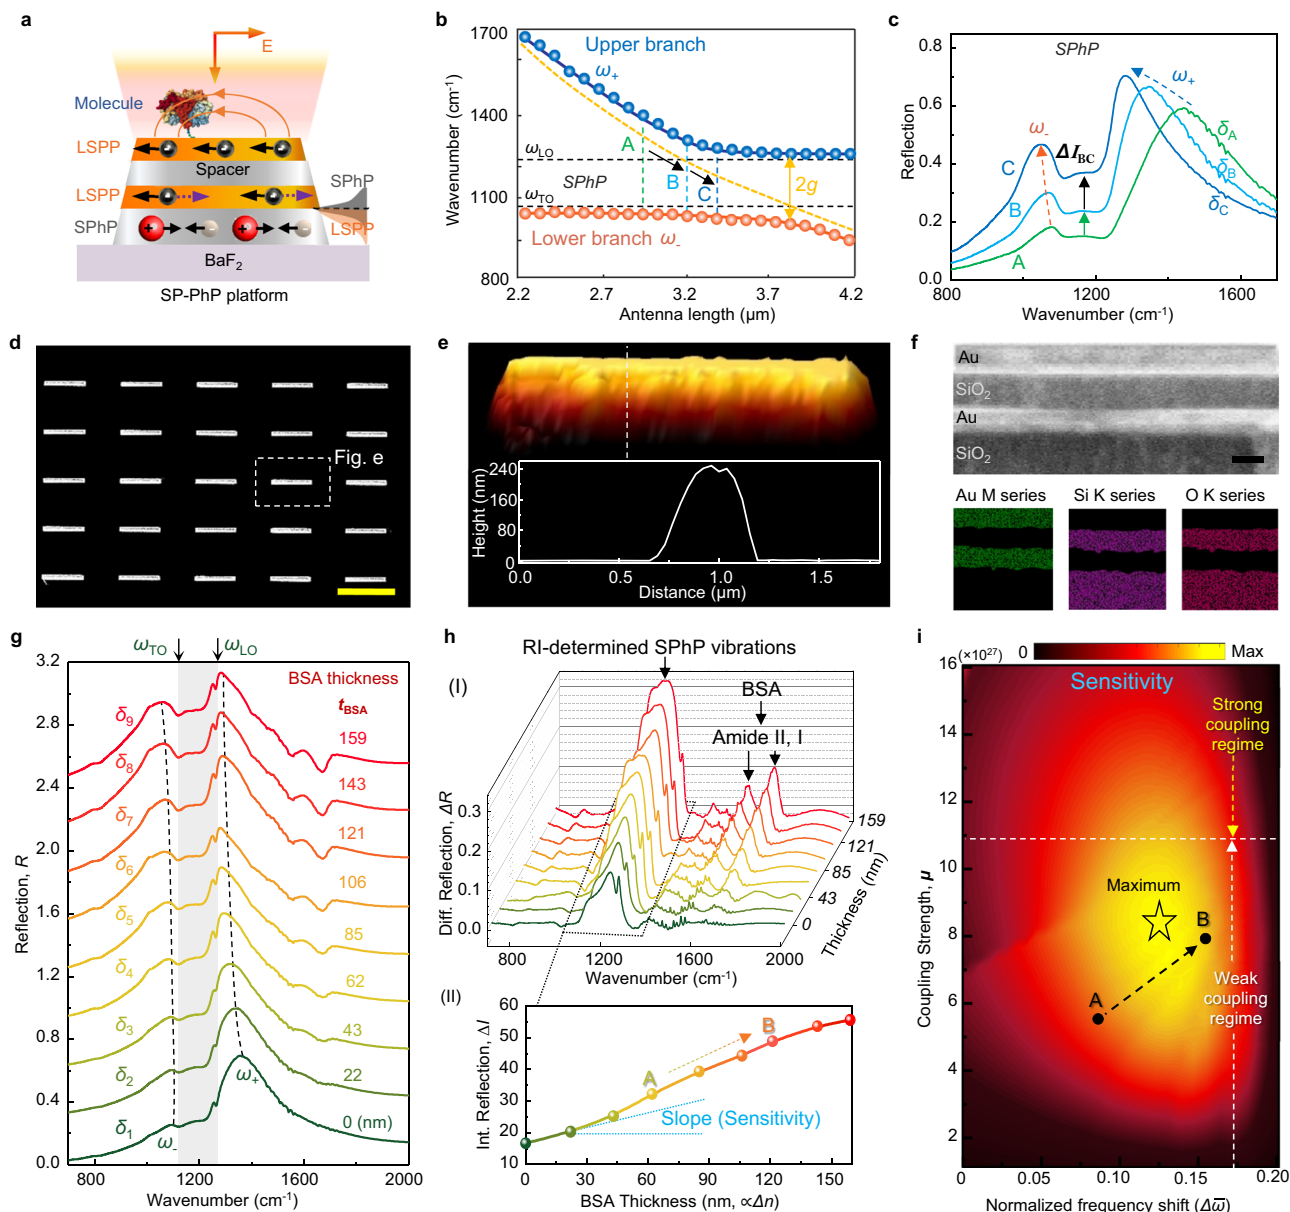 a
E
Molecule
LSPP
Spacer
LSPP
SPhP
SPhP
LSPP
+ − + −
BaF2
SP-PhP platform
b
1700
1400
1100
800
Wavenumber (cm-1)
Upper branch
ω+
A
ωLO
SPhP
B
C
2g
ωTO
Lower branch ω-
2.2 2.7 3.2 3.7 4.2
Antenna length (µm)
c
0.8
0.6
0.4
0.2
0.0
Reflection
SPhP
ω+
ω-
δA
ΔIBC
C
δB
B
δC
A
800 1200 1600
Wavenumber (cm-1)
d
Fig. e
e
240
160
80
0
Height (nm)
0.0 0.5 1.0 1.5
Distance (µm)
f
Au
SiO2
Au
SiO2
Au M series Si K series O K series
g
ωTO ωLO
3.2
2.8
2.4
2.0
1.6
1.2
0.8
0.4
0.0
Reflection, R
BSA thickness
tBSA
δ9 159
δ8 143
δ7 121
δ6 106
δ5 85
δ4 62
δ3 43
δ2 22
ω+
δ1 0 (nm)
ω-
800 1200 1600 2000
Wavenumber (cm-1)
h
RI-determined SPhP vibrations
(I)
BSA
Amide II, I
0.3
0.2
0.1
0.0
Diff. Reflection, ΔR
159
121
85
43
0
Thickness (nm)
800 1200 1600 2000
Wavenumber (cm-1)
(II)
60
50
40
30
20
10
Int. Reflection, ΔI
B
A
Slope (Sensitivity)
0 30 60 90 120 150
BSA Thickness (nm, ∝Δn)
i
0 Max
16 (×1027)
14
12
10
8
6
4
2
Coupling Strength, µ
Sensitivity
Strong
coupling
regime
Maximum
B
Weak
coupling
regime
A
0.00 0.05 0.10 0.15 0.20
Normalized frequency shift (Δω̅)